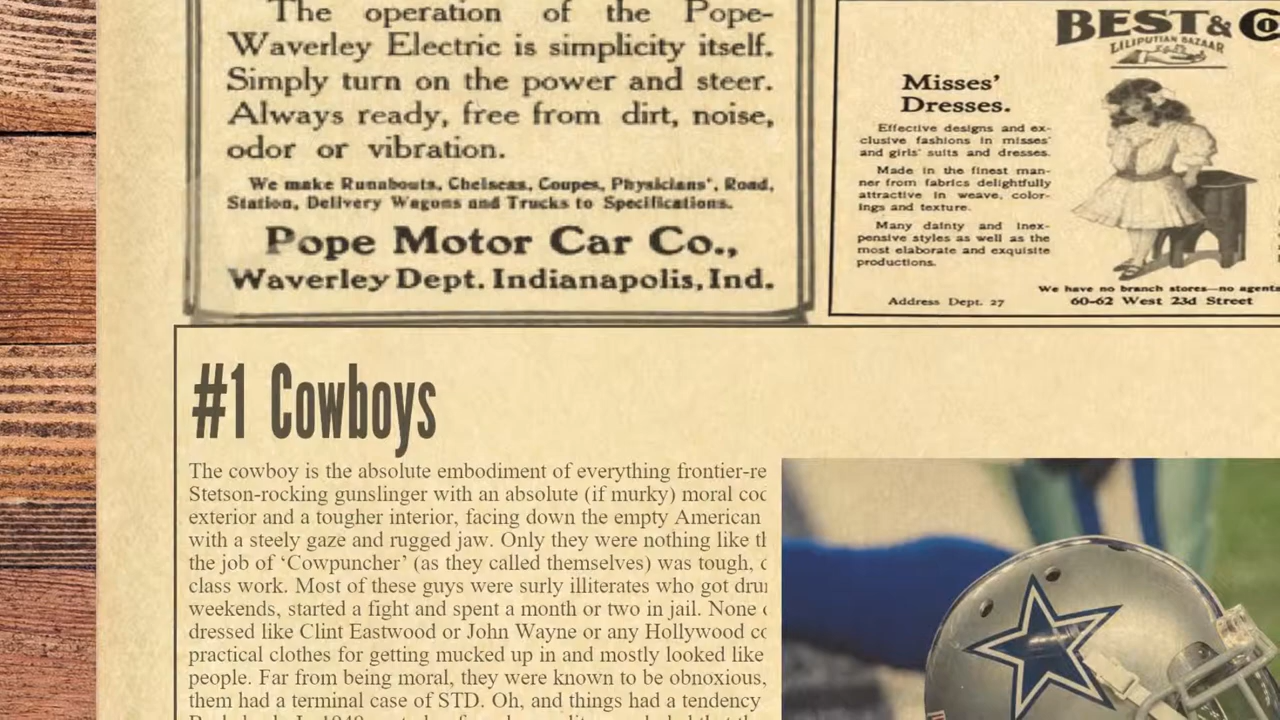 The operation of the Pope-
Waverley Electric is simplicity itself.
Simply turn on the power and steer.
Always ready, free from dirt, noise,
odor or vibration.
We make Runabouts, Chelseas, Coupes, Physicians', Road,
Station, Delivery Wagons and Trucks to Specifications.
Pope Motor Car Co.,
Waverley Dept. Indianapolis, Ind.
BEST & Co
LILIPUTIAN BAZAAR
Misses'
Dresses.
Effective designs and ex-
clusive fashions in misses'
and girls' suits and dresses.
Made in the finest man-
ner from fabrics delightfully
attractive in weave, color-
ings and texture.
Many dainty and inex-
pensive styles as well as the
most elaborate and exquisite
productions.
We have no branch stores—no agents
Address Dept. 27
60-62 West 23d Street
#1 Cowboys
The cowboy is the absolute embodiment of everything frontier-re
Stetson-rocking gunslinger with an absolute (if murky) moral
exterior and a tougher interior, facing down the empty American
with a steely gaze and rugged jaw. Only they were nothing like
the job of ‘Cowpuncher’ (as they called themselves) was tough,
class work. Most of these guys were surly illiterates who got
weekends, started a fight and spent a month or two in jail. None
dressed like Clint Eastwood or John Wayne or any Hollywood
practical clothes for getting mucked up in and mostly looked like
people. Far from being moral, they were known to be obnoxious,
them had a terminal case of STD. Oh, and things had a tendency